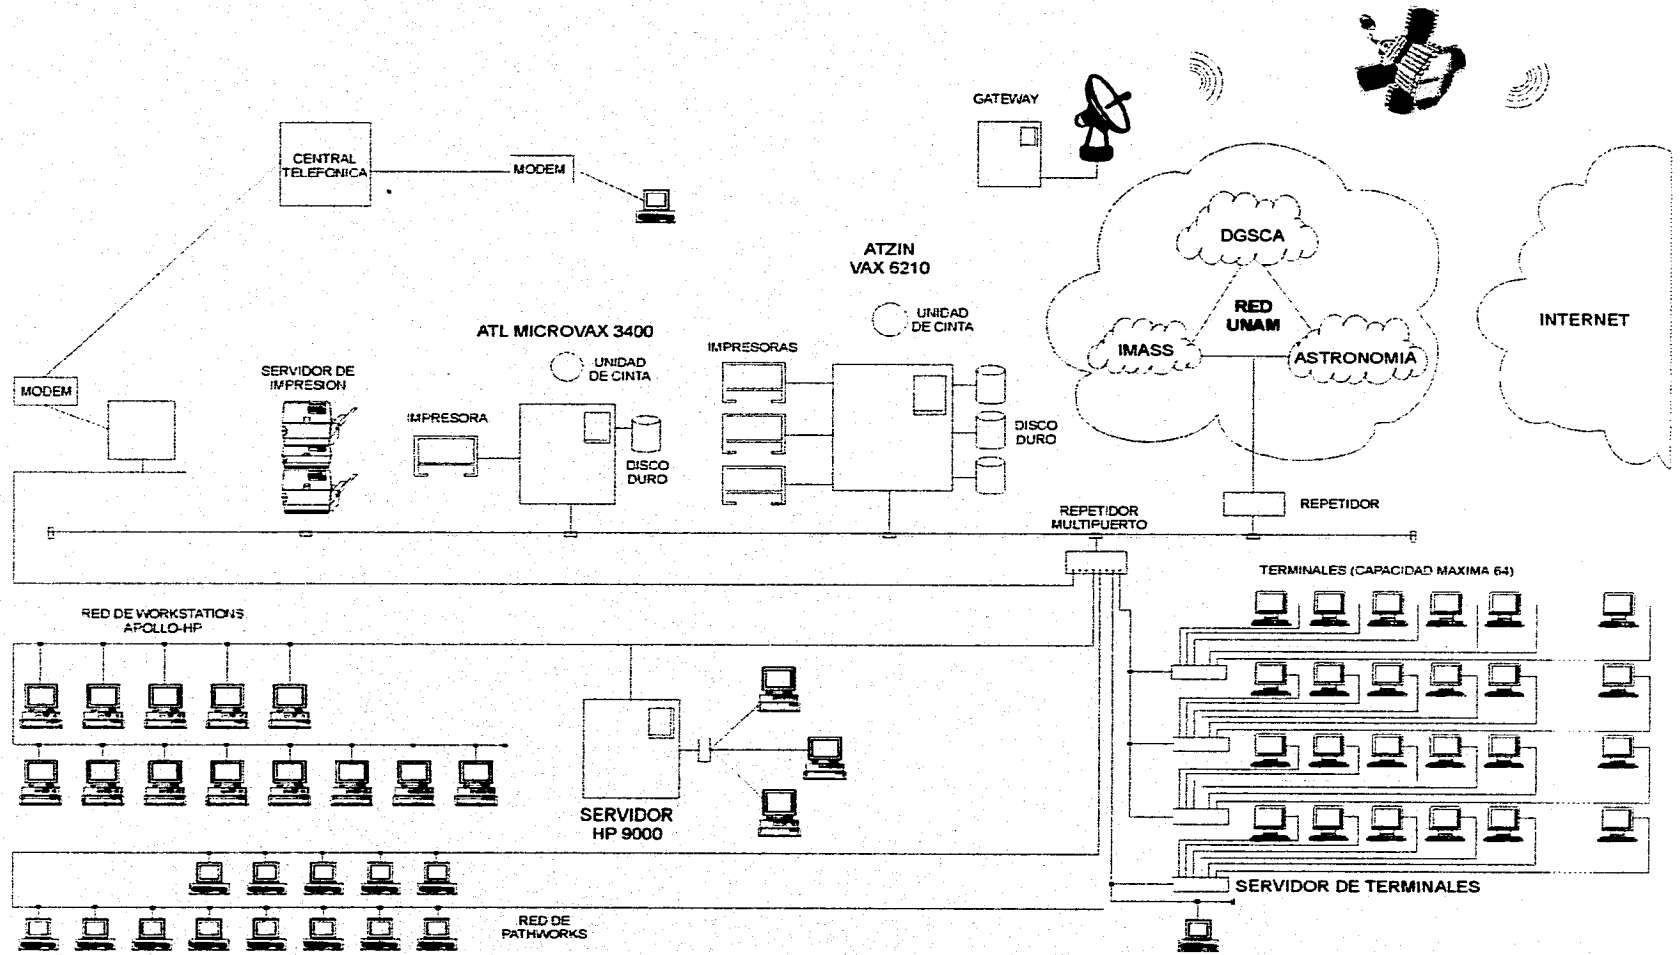 GATEWAY
CENTRAL
TELEFONICA
MODEM
DGSCA
RED
UNAM
IMASS
ASTRONOMIA
INTERNET
ATZIN
VAX 6210
UNIDAD
DE CINTA
ATL MICROVAX 3400
UNIDAD
DE CINTA
IMPRESORAS
SERVIDOR DE
IMPRESION
MODEM
IMPRESORA
DISCO
DURO
DISCO
DURO
REPETIDOR
REPETIDOR
MULTIPUERTO
TERMINALES (CAPACIDAD MAXIMA 64)
RED DE WORKSTATIONS
APOLLO-HP
SERVIDOR
HP 9000
SERVIDOR DE TERMINALES
RED DE
PATHWORKS